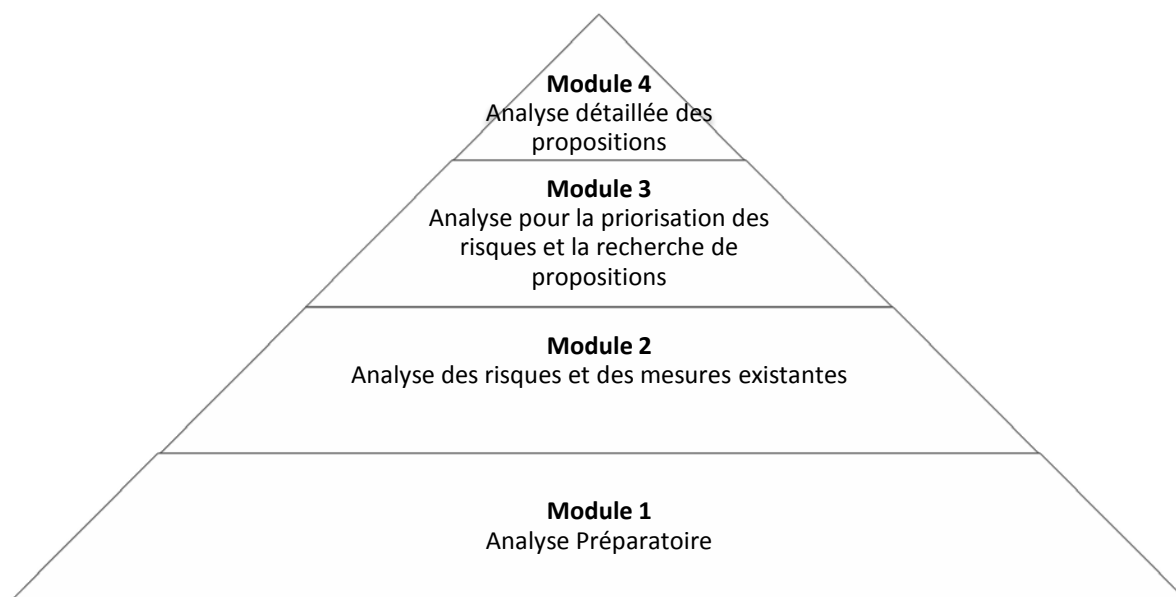 Module 4
Analyse détaillée des
propositions
Module 3
Analyse pour la priorisation des
risques et la recherche de
propositions
Module 2
Analyse des risques et des mesures existantes
Module 1
Analyse Préparatoire